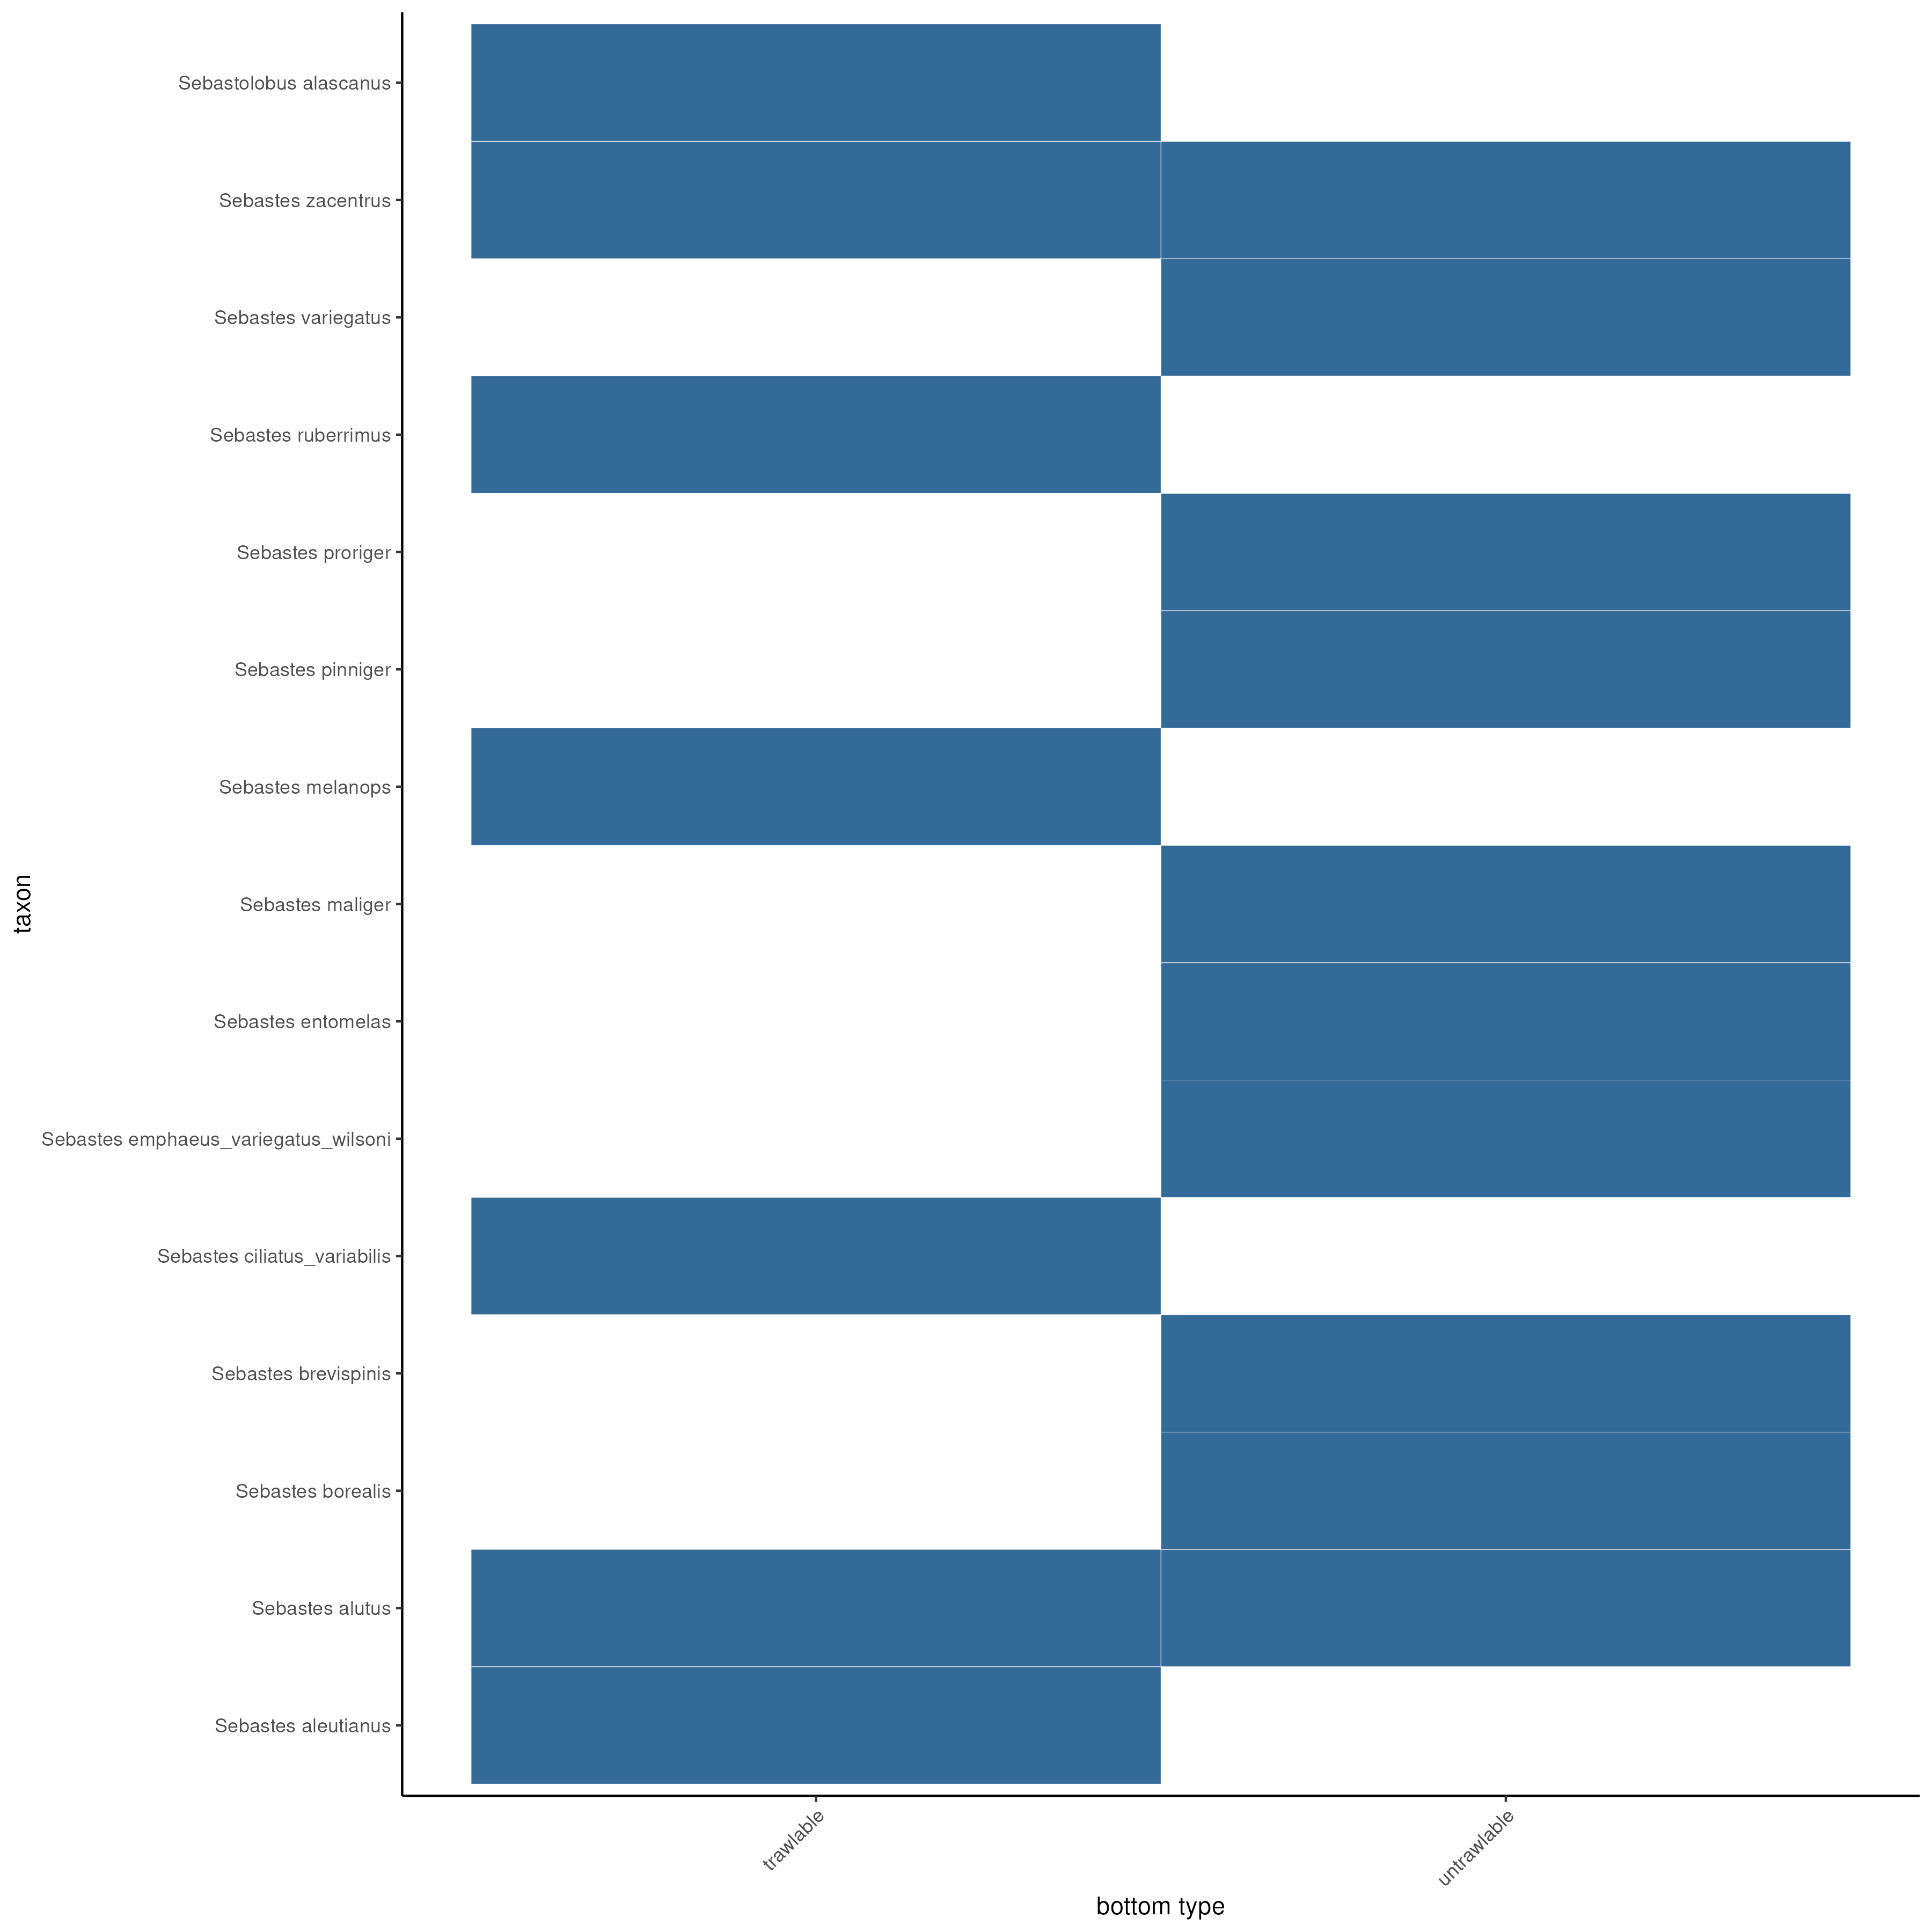 Sebastolobus alascanus
Sebastes zacentrus
Sebastes variegatus
Sebastes ruberrimus
Sebastes proriger
Sebastes pinniger
Sebastes melanops
Sebastes maliger
Sebastes entomelas
Sebastes emphaeus_variegatus_wilsoni
Sebastes ciliatus_variabilis
Sebastes brevispinis
Sebastes borealis
Sebastes alutus
Sebastes aleutianus
taxon
trawlable
untrawlable
bottom type